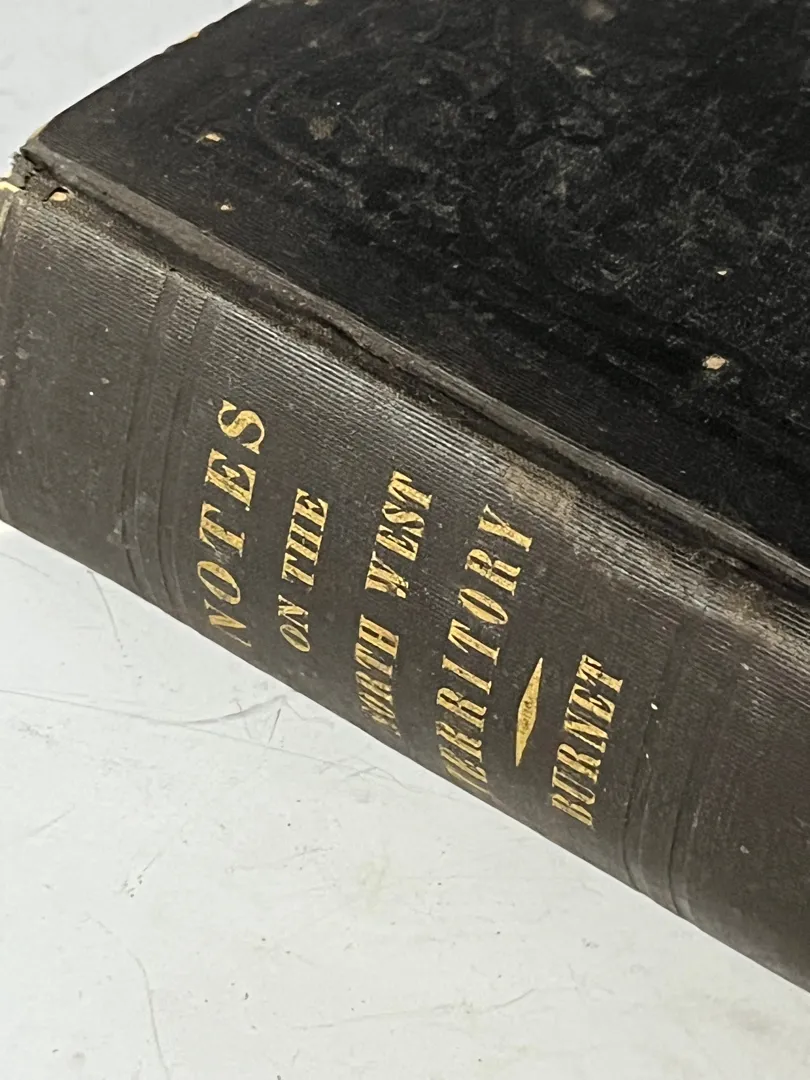 NOTES
ON THE
NORTH WEST
TERRITORY
BURNET